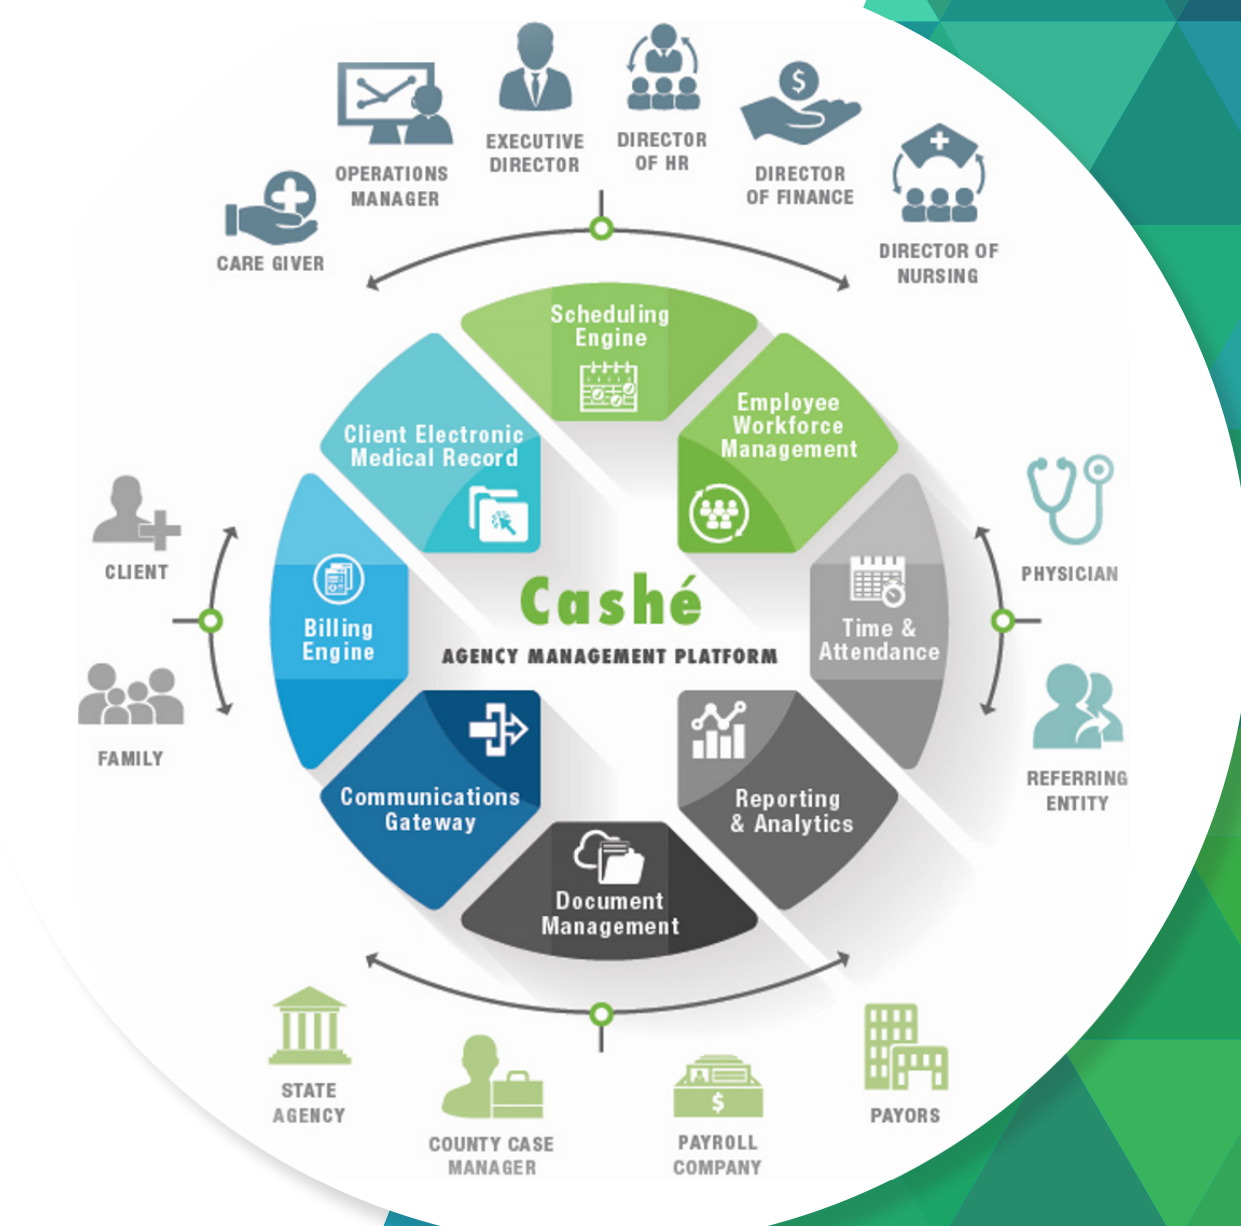 EXECUTIVE
DIRECTOR
DIRECTOR
OF HR
OPERATIONS
MANAGER
DIRECTOR
OF FINANCE
CARE GIVER
DIRECTOR OF
NURSING
Scheduling
Engine
Employee
Workforce
Management
Client Electronic
Medical Record
CLIENT
PHYSICIAN
Cashé
AGENCY MANAGEMENT PLATFORM
Billing
Engine
Time &
Attendance
FAMILY
REFERRING
ENTITY
Communications
Gateway
Reporting
& Analytics
Document
Management
STATE
AGENCY
COUNTY CASE
MANAGER
PAYROLL
COMPANY
PAYORS